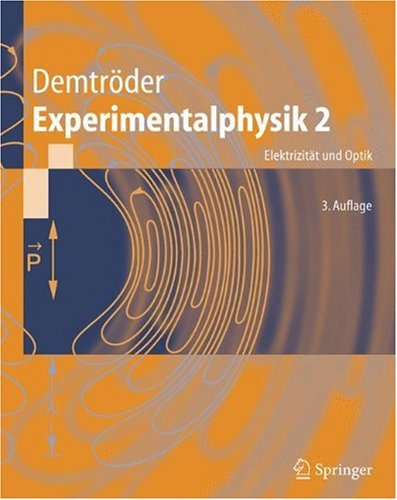 Demtröder
Experimentalphysik 2
Elektrizität und Optik
3. Auflage
P
λ
Springer